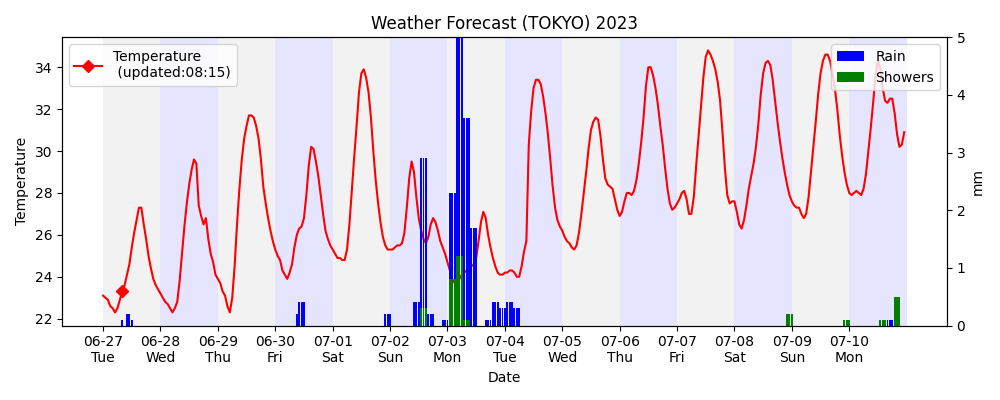 Weather Forecast (TOKYO) 2023
Temperature
(updated:08:15)
Rain
Showers
34
32
30
28
26
24
22
Temperature
5
4
3
2
1
0
mm
06-27 06-28 06-29 06-30 07-01 07-02 07-03 07-04 07-05 07-06 07-07 07-08 07-09 07-10
Tue Wed Thu Fri Sat Sun Mon Tue Wed Thu Fri Sat Sun Mon
Date